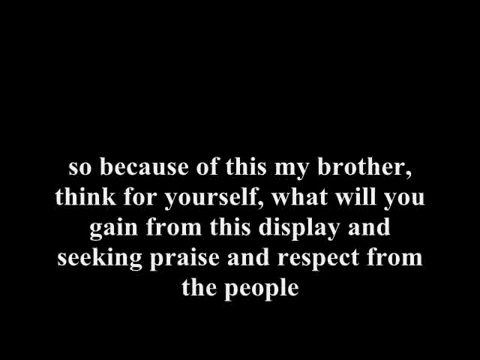 so because of this my brother,
think for yourself, what will you
gain from this display and
seeking praise and respect from
the people